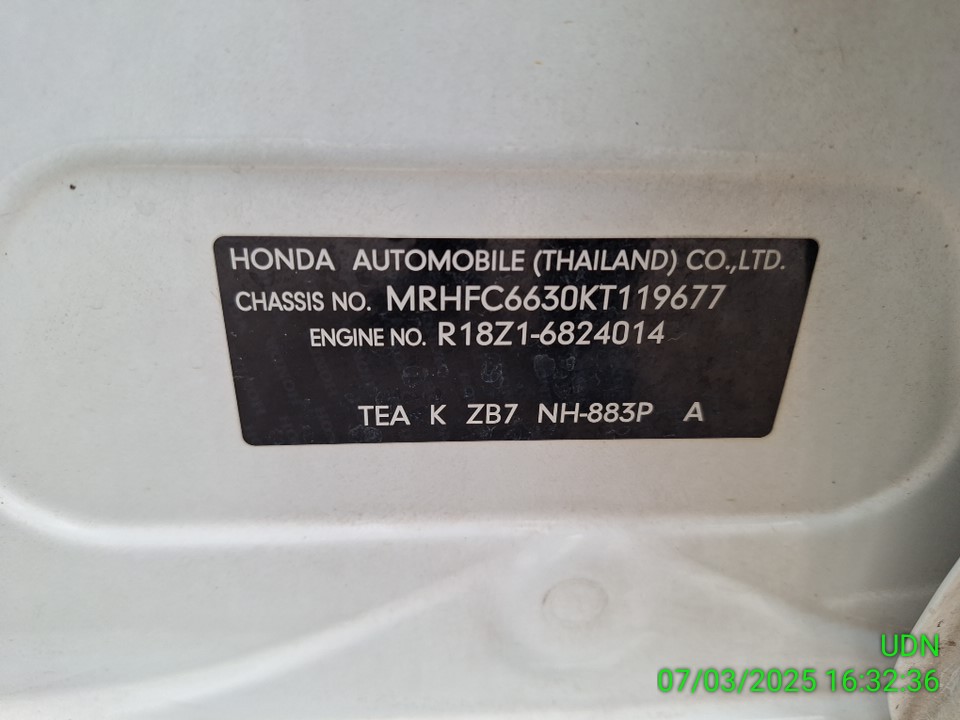 HONDA AUTOMOBILE (THAILAND) CO.,LTD.
CHASSIS NO. MRHFC6630KT119677
ENGINE NO. R18Z1-6824014
TEA K ZB7 NH-883P A
UDN
07/03/2025 16:32:36